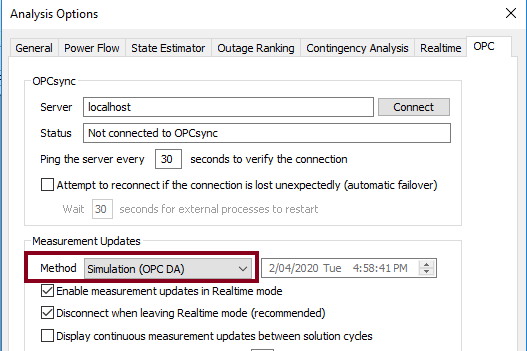 Analysis Options
General Power Flow State Estimator Outage Ranking Contingency Analysis Realtime OPC
OPCsync
Server localhost Connect
Status Not connected to OPCsync
Ping the server every 30 seconds to verify the connection
Attempt to reconnect if the connection is lost unexpectedly (automatic failover)
Wait 30 seconds for external processes to restart
Measurement Updates
Method Simulation (OPC DA) 2/04/2020 Tue 4:58:41 PM
Enable measurement updates in Realtime mode
Disconnect when leaving Realtime mode (recommended)
Display continuous measurement updates between solution cycles